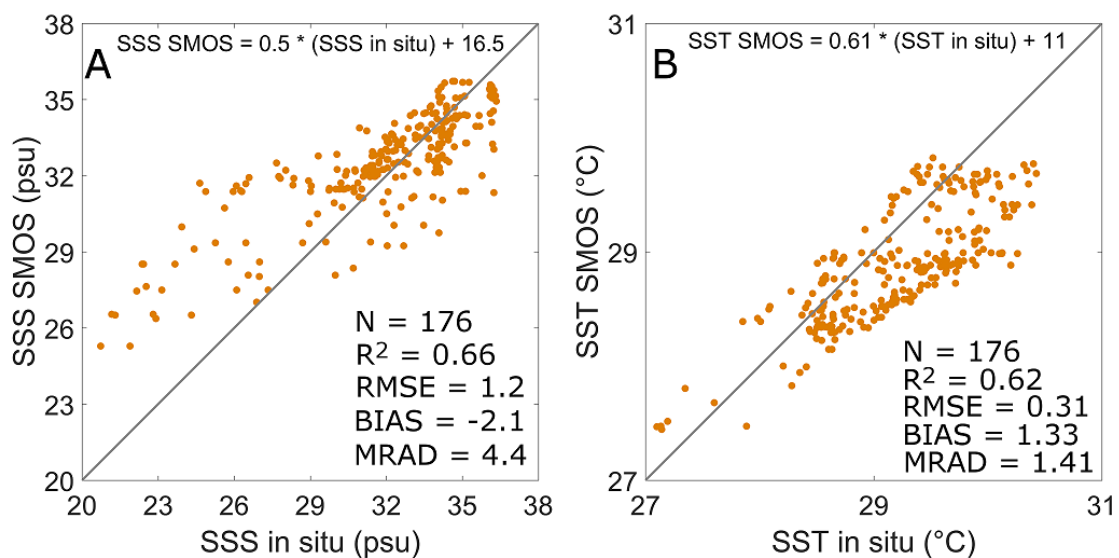 A
SSS SMOS = 0.5 * (SSS in situ) + 16.5
38
35
32
29
26
23
20
SSS SMOS (psu)
N = 176
R² = 0.66
RMSE = 1.2
BIAS = -2.1
MRAD = 4.4
20 23 26 29 32 35 38
SSS in situ (psu)
B
SST SMOS = 0.61 * (SST in situ) + 11
31
29
27
SST SMOS (°C)
N = 176
R² = 0.62
RMSE = 0.31
BIAS = 1.33
MRAD = 1.41
27 29 31
SST in situ (°C)